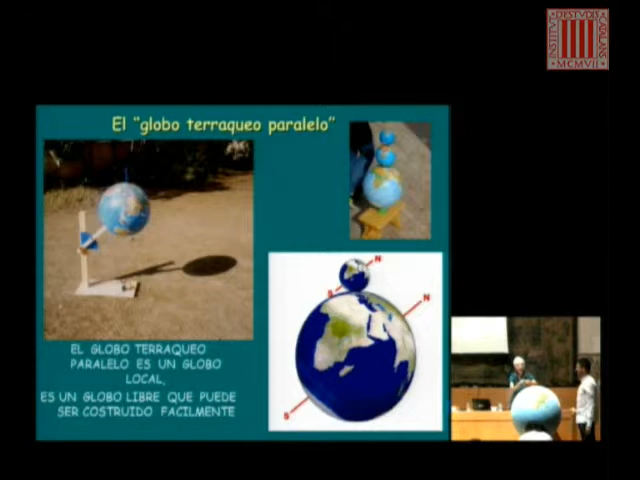 El "globo terraqueo paralelo"
N
S
N
S
EL GLOBO TERRAQUEO
PARALELO ES UN GLOBO
LOCAL,
ES UN GLOBO LIBRE QUE PUEDE
SER COSTRUIDO FACILMENTE
INSTITVT
DESTVDIS
CATALANS
MCMVII